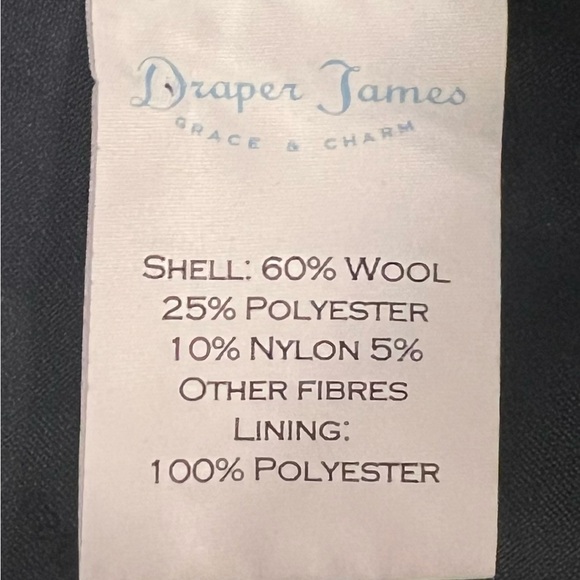 Draper James
GRACE & CHARM
SHELL: 60% WOOL
25% POLYESTER
10% NYLON 5%
OTHER FIBRES
LINING:
100% POLYESTER